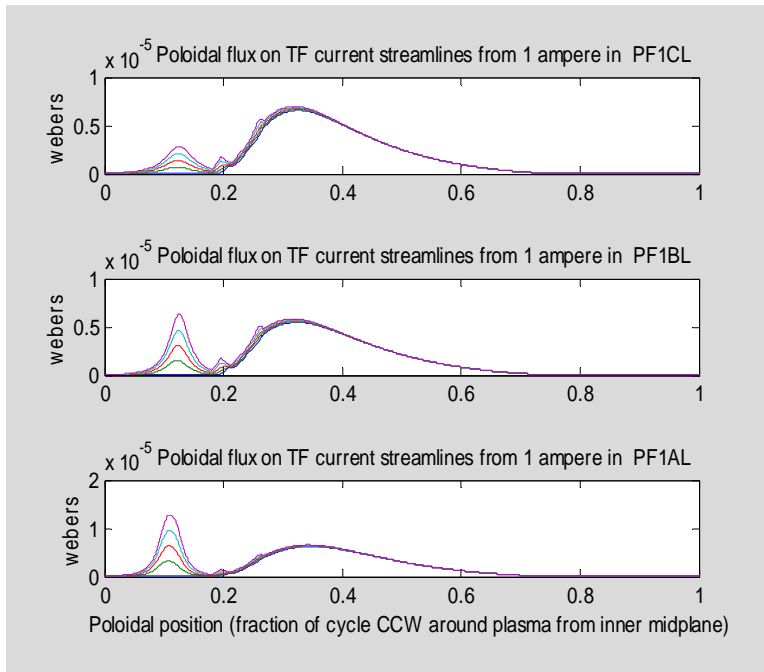 x 10-5 Poloidal flux on TF current streamlines from 1 ampere in PF1CL
1
0.5
0
webers
0 0.2 0.4 0.6 0.8 1
x 10-5 Poloidal flux on TF current streamlines from 1 ampere in PF1BL
1
0.5
0
webers
0 0.2 0.4 0.6 0.8 1
x 10-5 Poloidal flux on TF current streamlines from 1 ampere in PF1AL
2
1
0
webers
0 0.2 0.4 0.6 0.8 1
Poloidal position (fraction of cycle CCW around plasma from inner midplane)